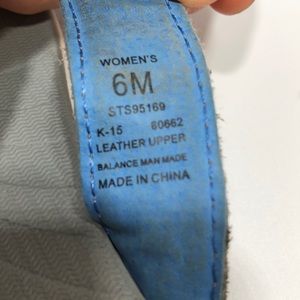 WOMEN'S
6M
STS95169
K-15 60662
LEATHER UPPER
BALANCE MAN MADE
MADE IN CHINA